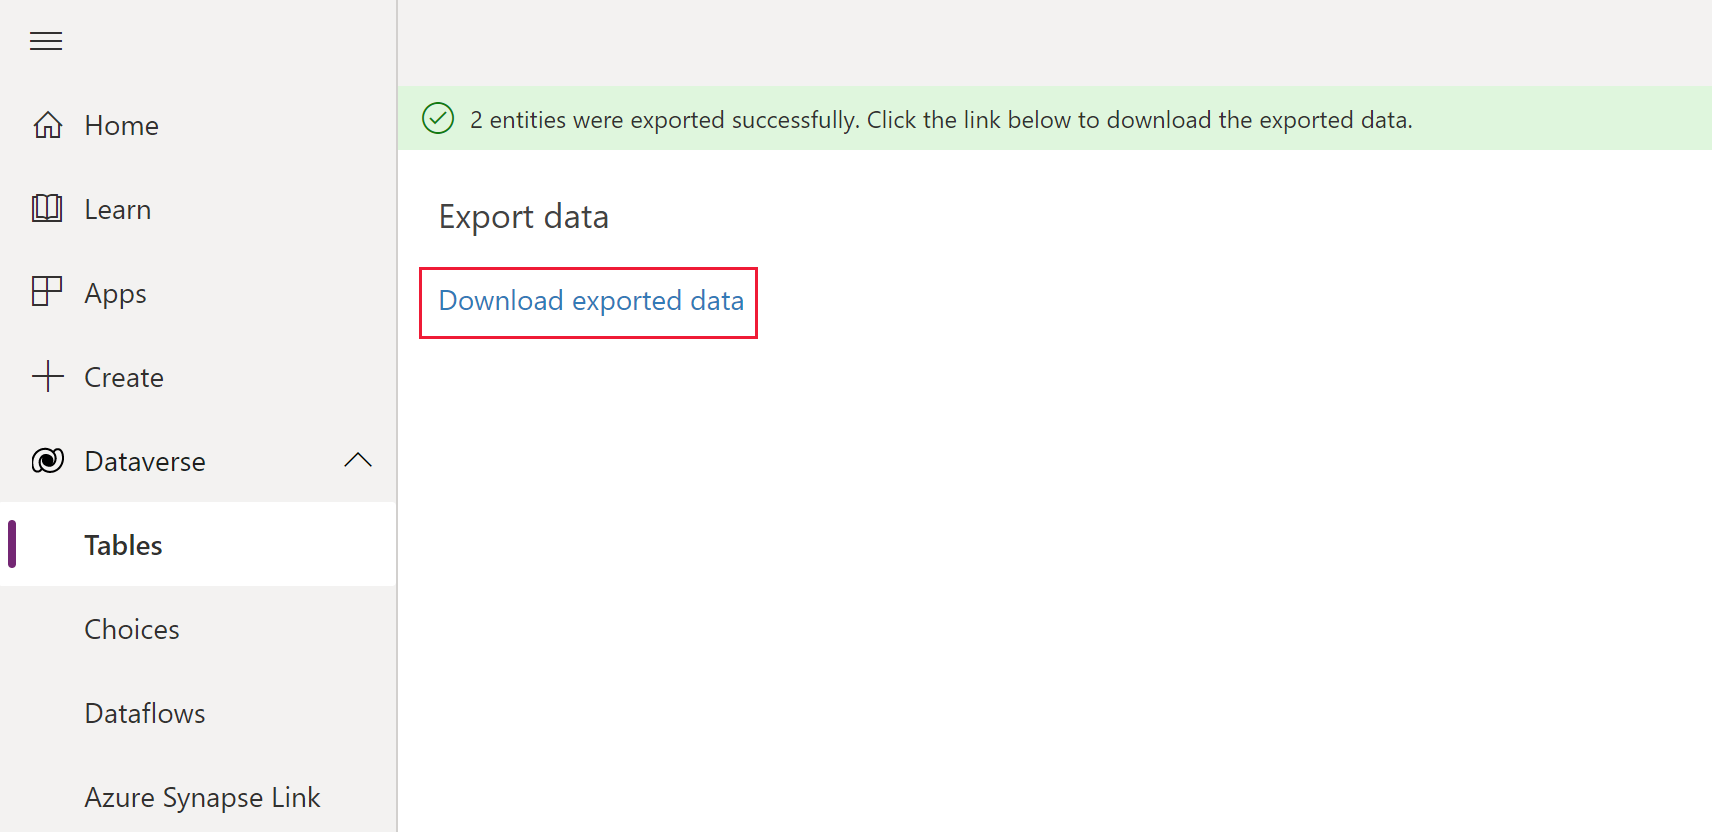 Home
Learn
Apps
Create
Dataverse
Tables
Choices
Dataflows
Azure Synapse Link
2 entities were exported successfully. Click the link below to download the exported data.
Export data
Download exported data